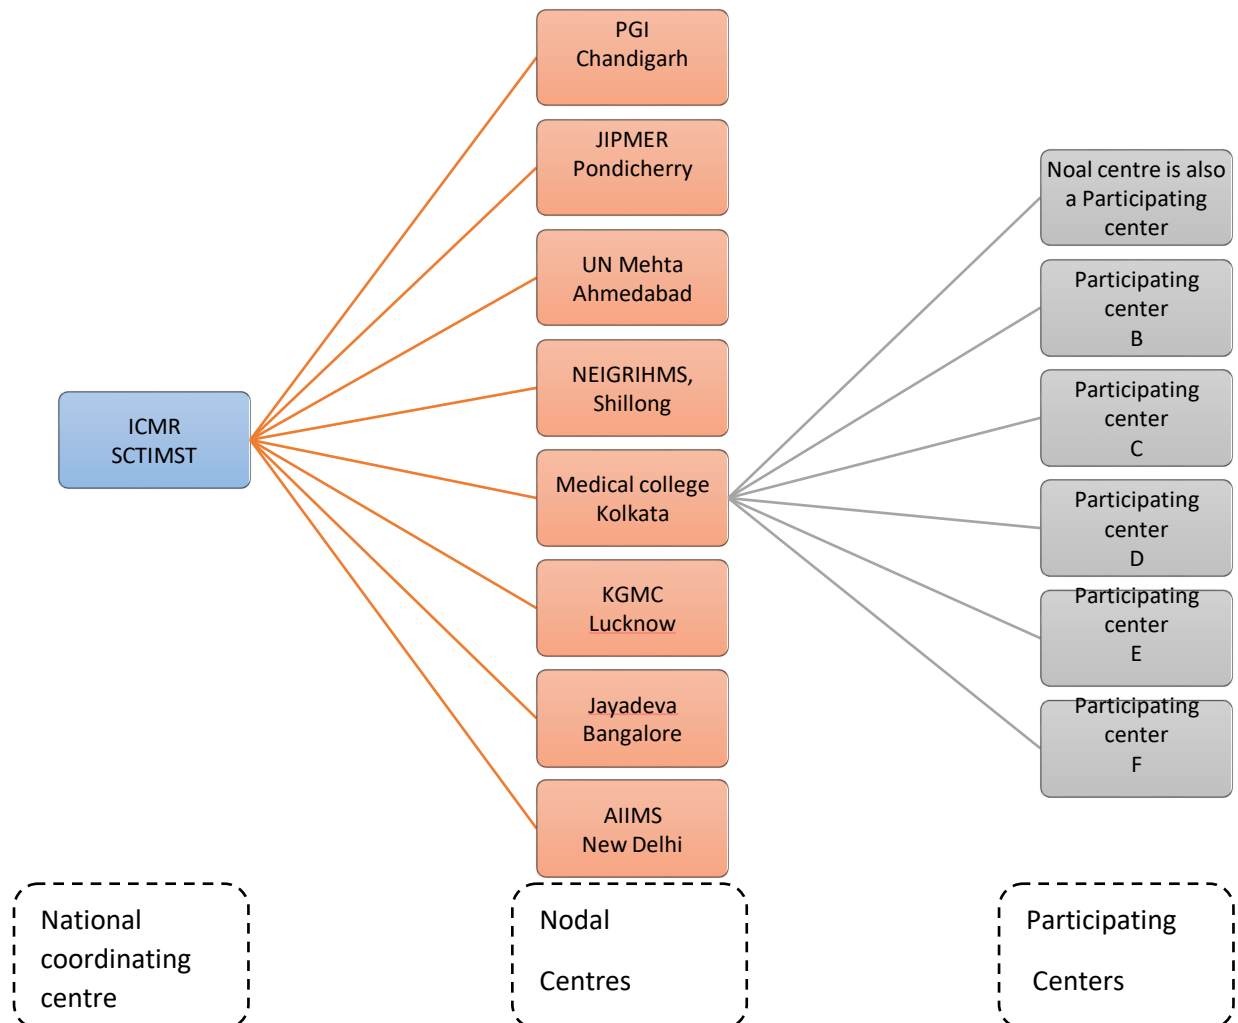 PGI
Chandigarh
JIPMER
Pondicherry
UN Mehta
Ahmedabad
NEIGRIHMS,
Shillong
ICMR
SCTIMST
Medical college
Kolkata
KGMC
Lucknow
Jayadeva
Bangalore
AIIMS
New Delhi
Noal centre is also
a Participating
center
Participating
center
B
Participating
center
C
Participating
center
D
Participating
center
E
Participating
center
F
National
coordinating
centre
Nodal
Centres
Participating
Centers